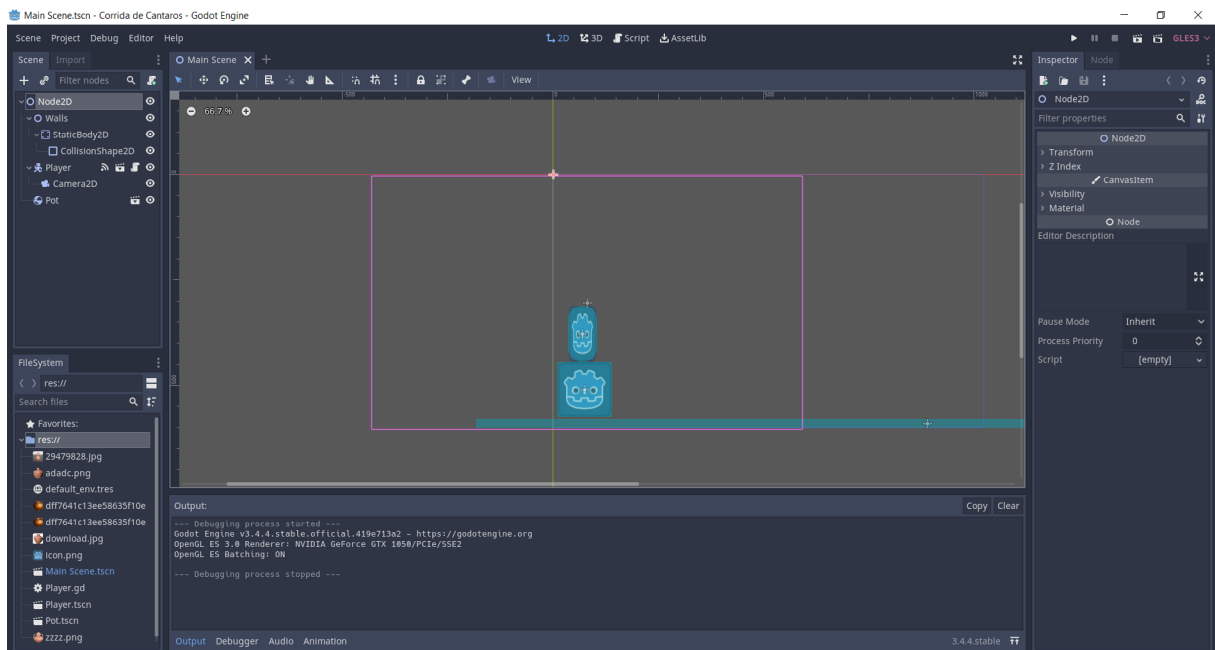 Main Scene.tscn - Corrida de Cantaros - Godot Engine
Scene Project Debug Editor Help
2D 3D Script AssetLib
GLES3
Scene Import
Main Scene
Inspector Node
Filter nodes
View
Node2D
Walls
StaticBody2D
CollisionShape2D
Player
Camera2D
Pot
66.7 %
-500
0
500
1000
0
500
Node2D
Filter properties
Node2D
Transform
Z Index
CanvasItem
Visibility
Material
Node
Editor Description
Pause Mode Inherit
Process Priority 0
Script [empty]
FileSystem
res://
Search files
Favorites:
res://
29479828.jpg
adadc.png
default_env.tres
dff7641c13ee58635f10e
dff7641c13ee58635f10e
download.jpg
icon.png
Main Scene.tscn
Player.gd
Player.tscn
Pot.tscn
zzzz.png
Output:
Copy Clear
--- Debugging process started ---
Godot Engine v3.4.4.stable.official.419e713a2 - https://godotengine.org
OpenGL ES 3.0 Renderer: NVIDIA GeForce GTX 1050/PCIe/SSE2
OpenGL ES Batching: ON
--- Debugging process stopped ---
Output Debugger Audio Animation
3.4.4.stable